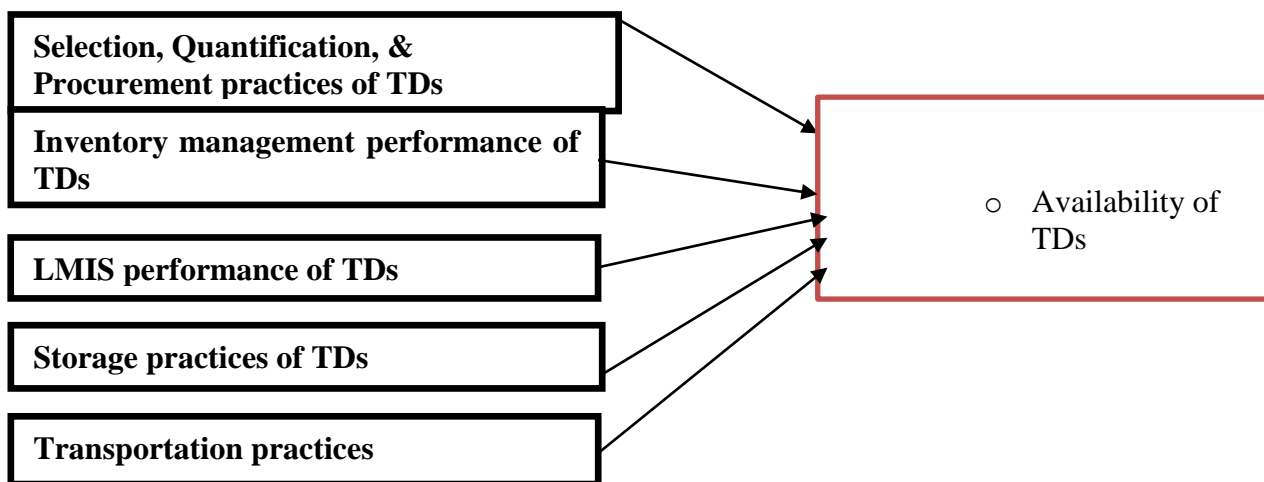 Selection, Quantification, &
Procurement practices of TDs
Inventory management performance of
TDs
LMIS performance of TDs
Storage practices of TDs
Transportation practices
o Availability of
TDs